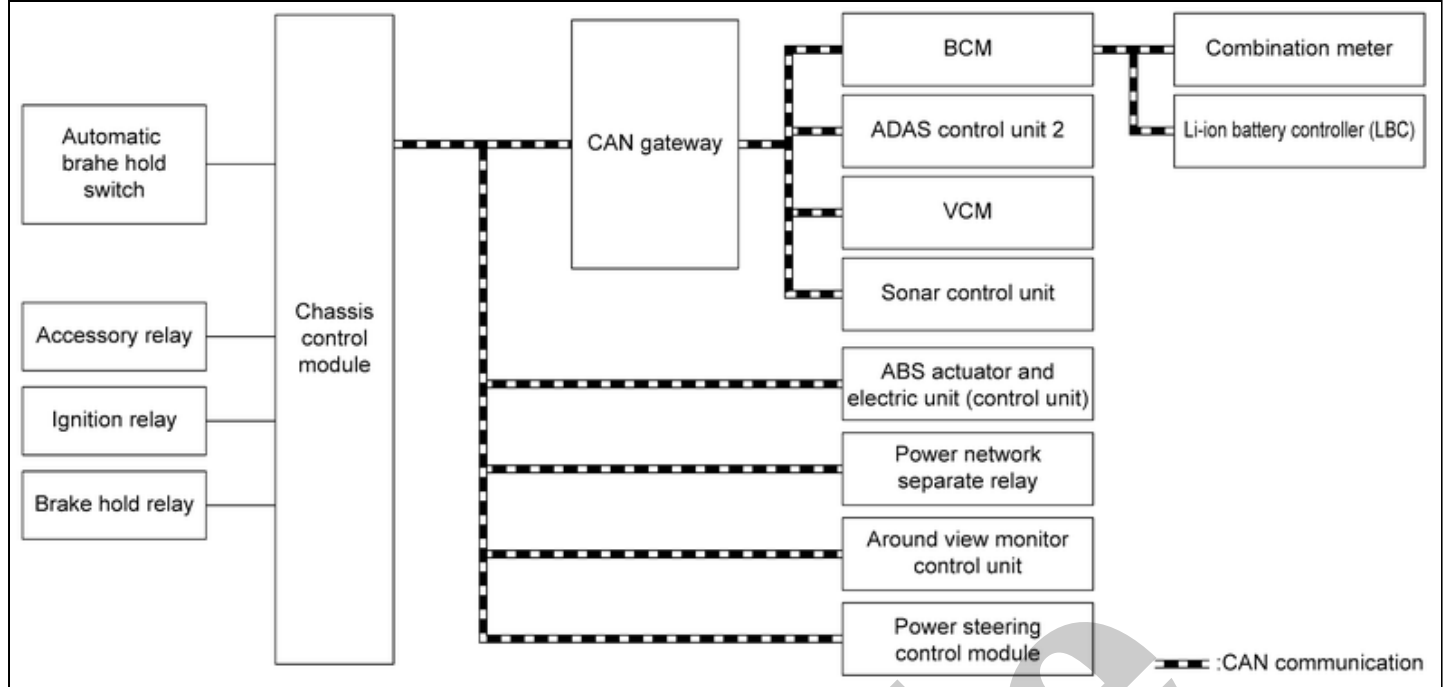 Automatic
brahe hold
switch
Accessory relay
Ignition relay
Brake hold relay
Chassis
control
module
CAN gateway
BCM
ADAS control unit 2
VCM
Sonar control unit
ABS actuator and
electric unit (control unit)
Power network
separate relay
Around view monitor
control unit
Power steering
control module
Combination meter
Li-ion battery controller (LBC)
:CAN communication